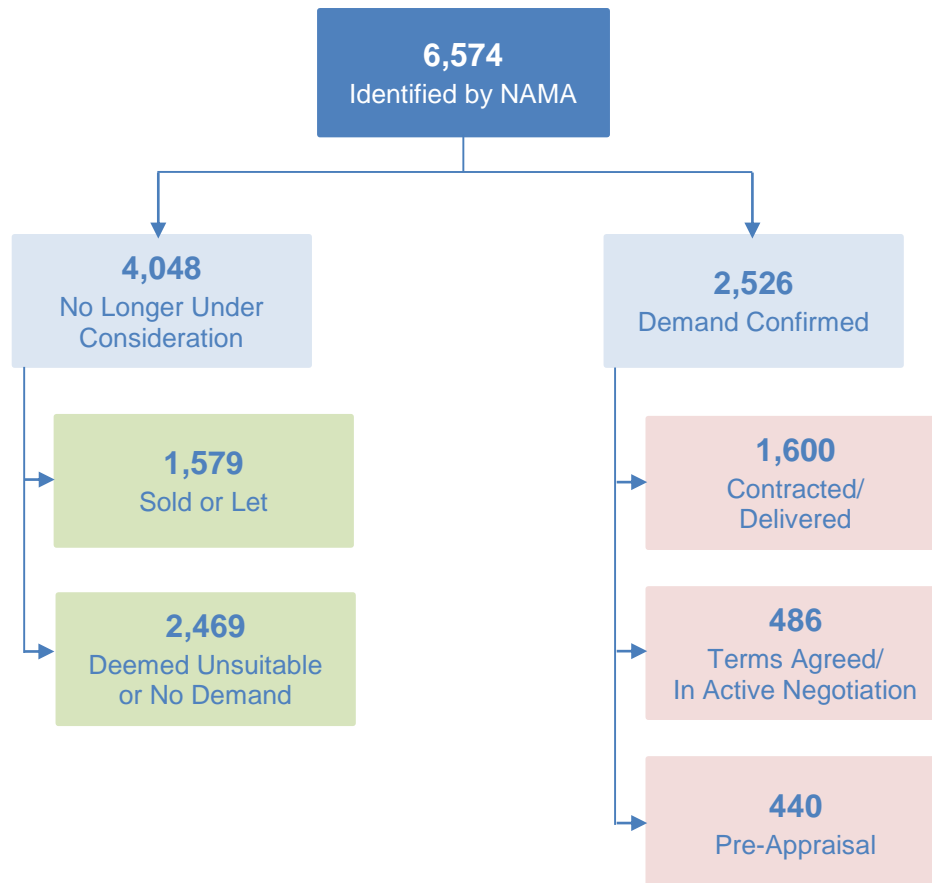 6,574
Identified by NAMA
4,048
No Longer Under
Consideration
2,526
Demand Confirmed
1,579
Sold or Let
1,600
Contracted/
Delivered
2,469
Deemed Unsuitable
or No Demand
486
Terms Agreed/
In Active Negotiation
440
Pre-Appraisal